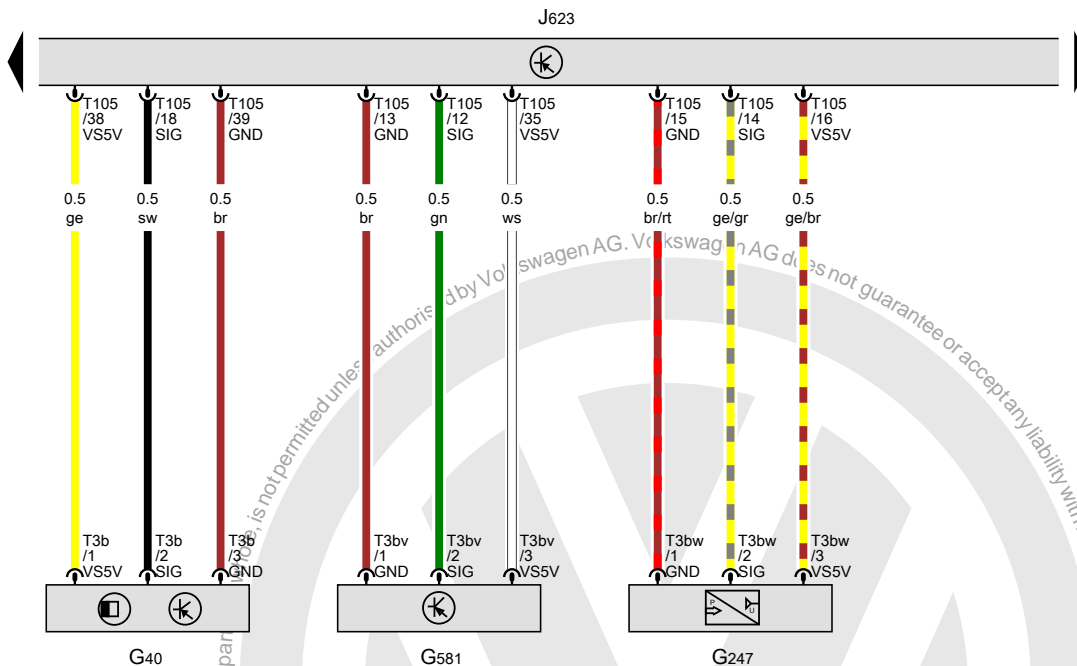 J623
T105 T105 T105 T105 T105 T105 T105 T105 T105
/38 /18 /39 /13 /12 /35 /15 /14 /16
VS5V SIG GND GND SIG VS5V GND SIG VS5V
0.5 0.5 0.5 0.5 0.5 0.5 0.5 0.5 0.5
ge sw br br gn ws br/rt ge/gr ge/br
is not permitted unless authorised by Volkswagen AG. Volkswagen AG does not guarantee or accept any liability with
T3b T3b T3b T3bv T3bv T3bv T3bw T3bw T3bw
/1 /2 /3 /1 /2 /3 /1 /2 /3
VS5V SIG GND GND SIG VS5V GND SIG VS5V
P U
G40 G581 G247